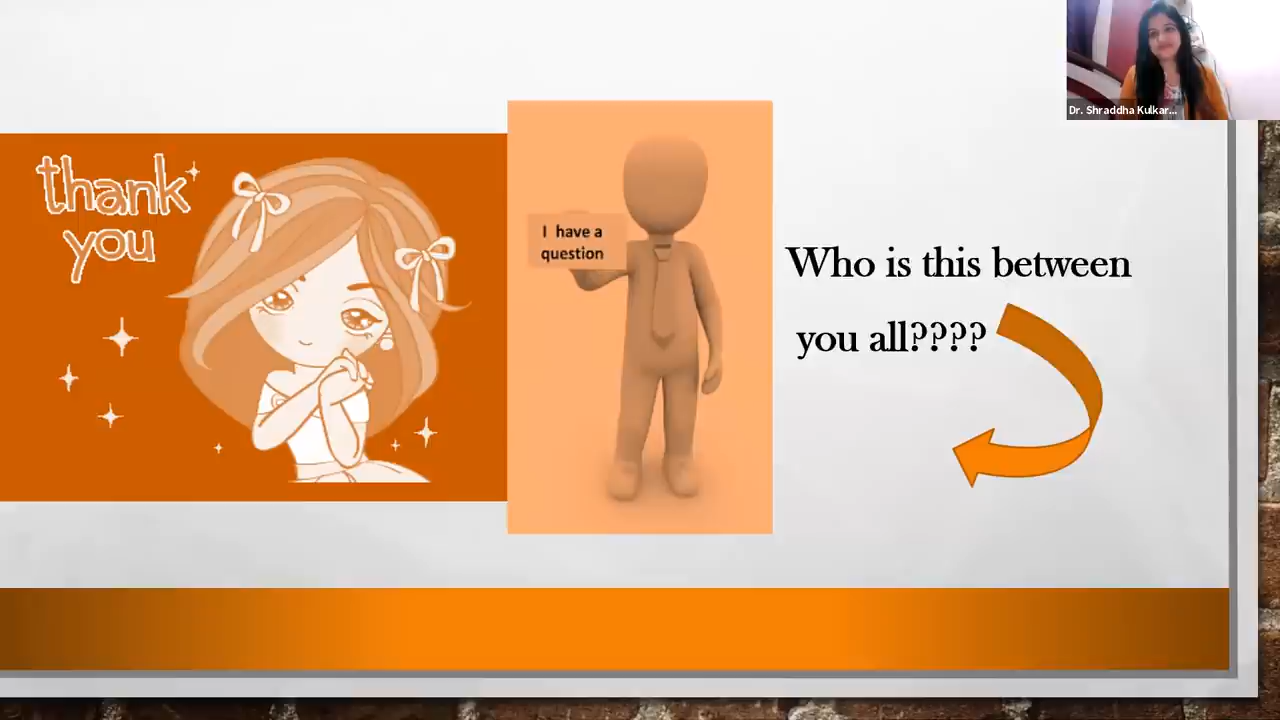 thank
you
I have a
question
Who is this between
you all????
Dr. Shraddha Kulkar...